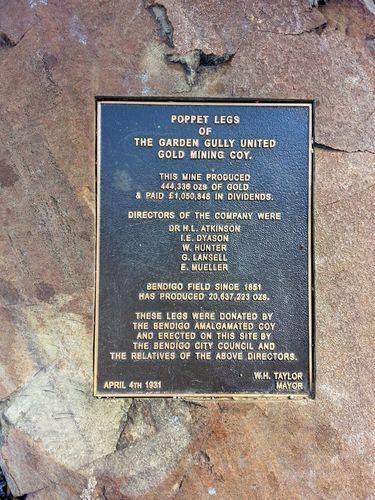 POPPET LEGS
OF
THE GARDEN GULLY UNITED
GOLD MINING COY.
THIS MINE PRODUCED
444,336 OZS OF GOLD
& PAID £1,050,848 IN DIVIDENDS.
DIRECTORS OF THE COMPANY WERE
DR H.L. ATKINSON
I.E. DYASON
W. HUNTER
G. LANSELL
E. MUELLER
BENDIGO FIELD SINCE 1851
HAS PRODUCED 20,637,223 OZS.
THESE LEGS WERE DONATED BY
THE BENDIGO AMALGAMATED COY
AND ERECTED ON THIS SITE BY
THE BENDIGO CITY COUNCIL AND
THE RELATIVES OF THE ABOVE DIRECTORS.
W.H. TAYLOR
APRIL 4TH 1931 MAYOR